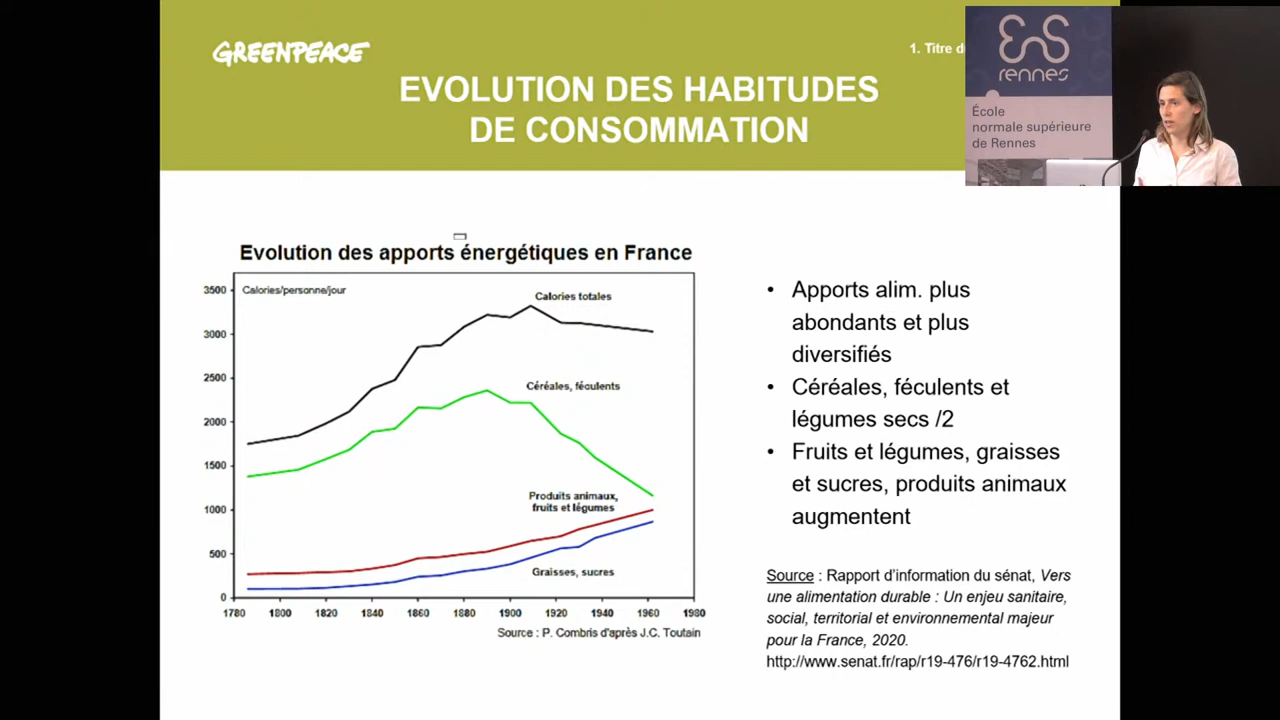 GREENPEACE
1. Titre d
EVOLUTION DES HABITUDES
DE CONSOMMATION
EnS
rennes
École
normale supérieure
de Rennes
Evolution des apports énergétiques en France
Calories/personne/jour
3500
3000
2500
2000
1500
1000
500
0
1780 1800 1820 1840 1860 1880 1900 1920 1940 1960 1980
Calories totales
Céréales, féculents
Produits animaux,
fruits et légumes
Graisses, sucres
Source : P. Combris d'après J.C. Toutain
• Apports alim. plus
abondants et plus
diversifiés
• Céréales, féculents et
légumes secs /2
• Fruits et légumes, graisses
et sucres, produits animaux
augmentent
Source : Rapport d'information du sénat, Vers
une alimentation durable : Un enjeu sanitaire,
social, territorial et environnemental majeur
pour la France, 2020.
http://www.senat.fr/rap/r19-476/r19-4762.html